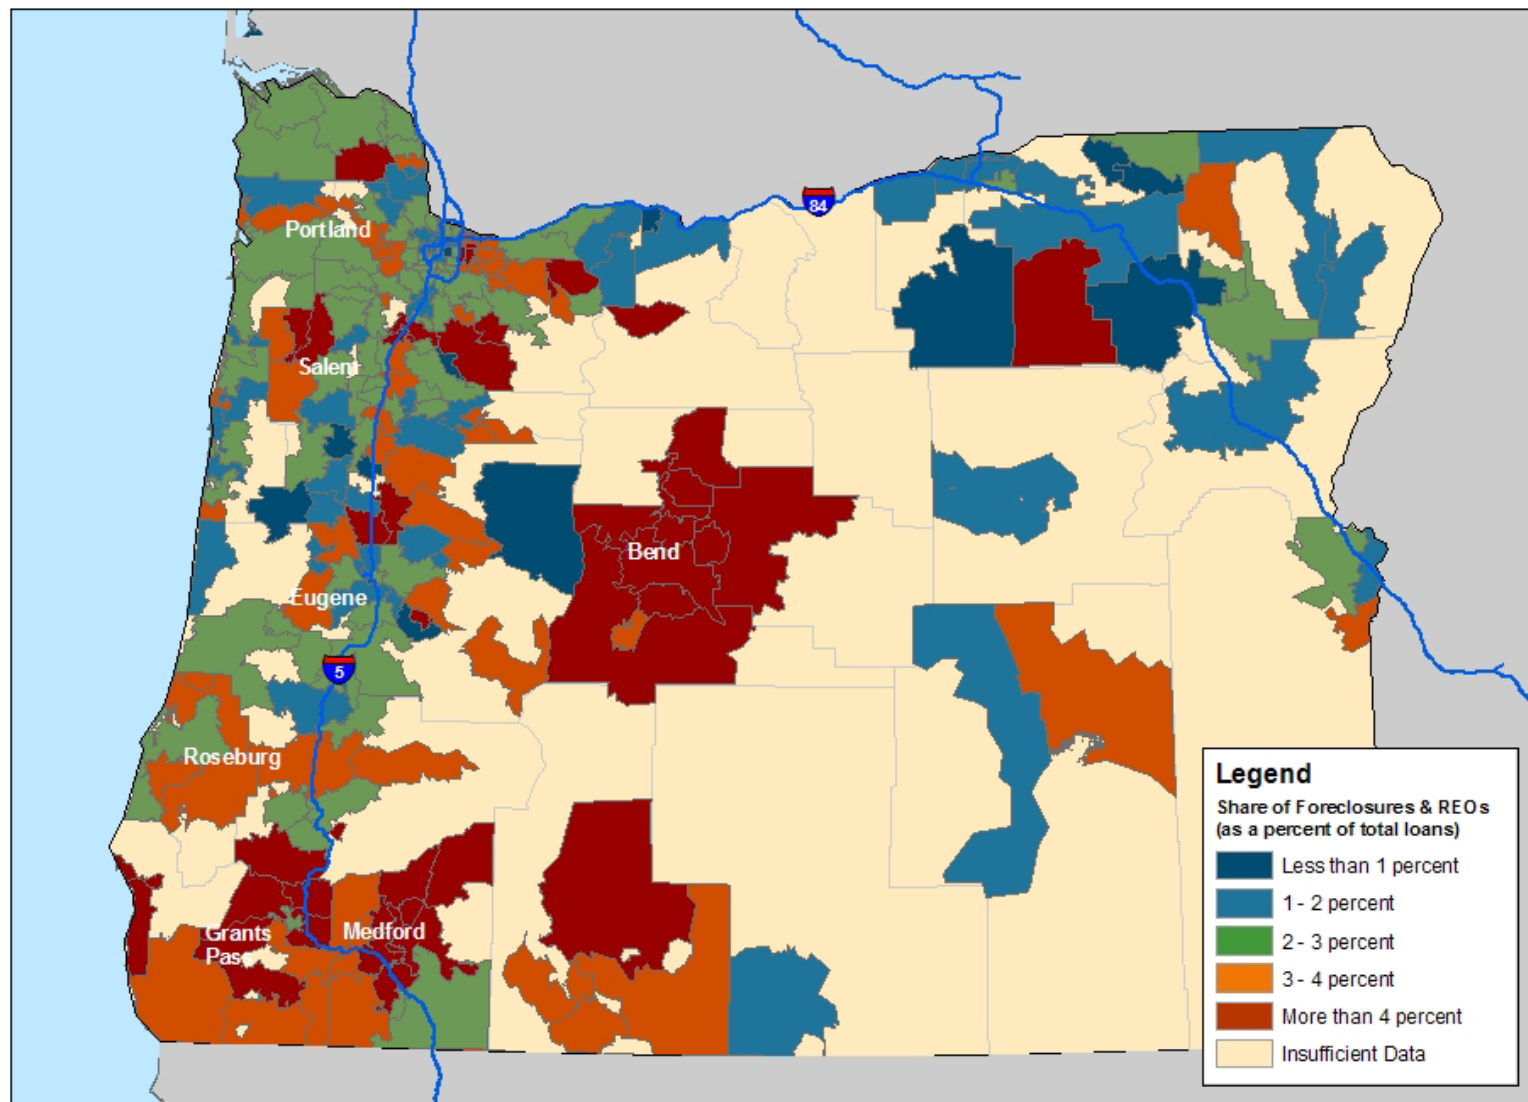 84
Portland
Salem
Bend
Eugene
5
Roseburg
Grants
Pass
Medford
Legend
Share of Foreclosures & REOs
(as a percent of total loans)
Less than 1 percent
1 - 2 percent
2 - 3 percent
3 - 4 percent
More than 4 percent
Insufficient Data